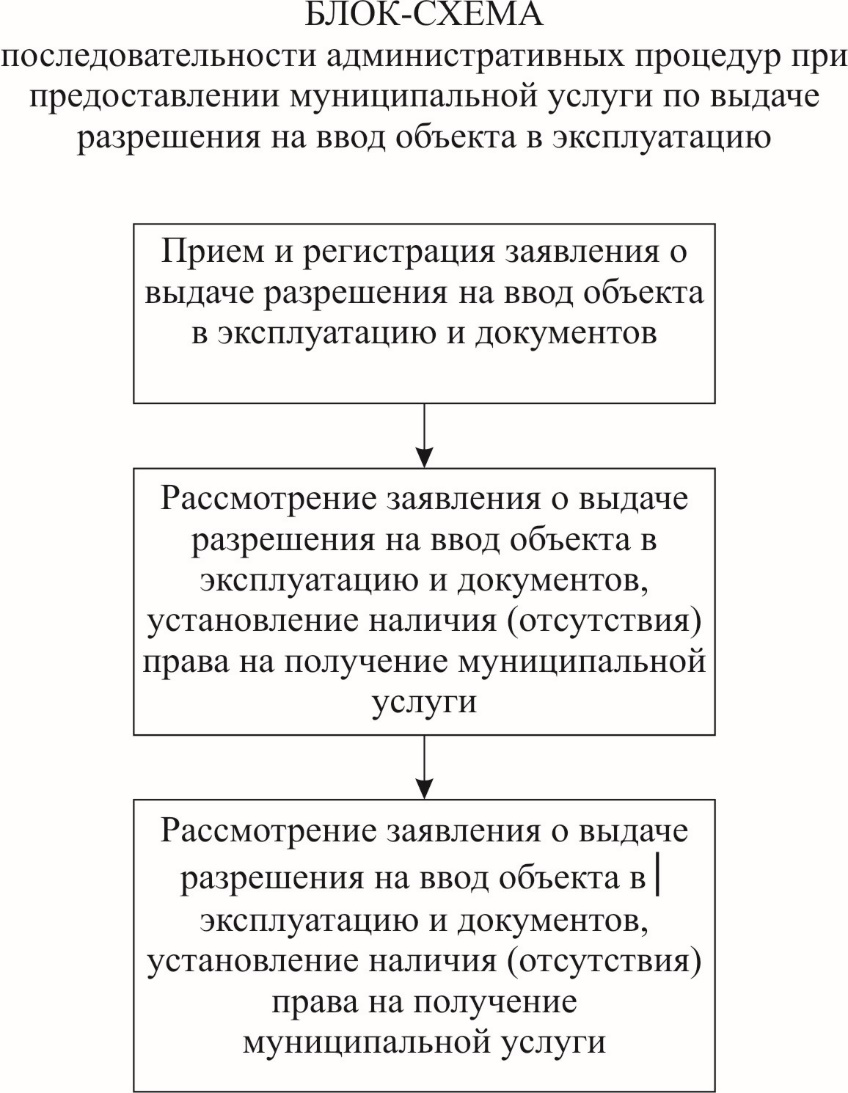 БЛОК-СХЕМА
последовательности административных процедур при
предоставлении муниципальной услуги по выдаче
разрешения на ввод объекта в эксплуатацию
Прием и регистрация заявления о
выдаче разрешения на ввод объекта
в эксплуатацию и документов
Рассмотрение заявления о выдаче
разрешения на ввод объекта в
эксплуатацию и документов,
установление наличия (отсутствия)
права на получение муниципальной
услуги
Рассмотрение заявления о выдаче
разрешения на ввод объекта в
эксплуатацию и документов,
установление наличия (отсутствия)
права на получение
муниципальной услуги